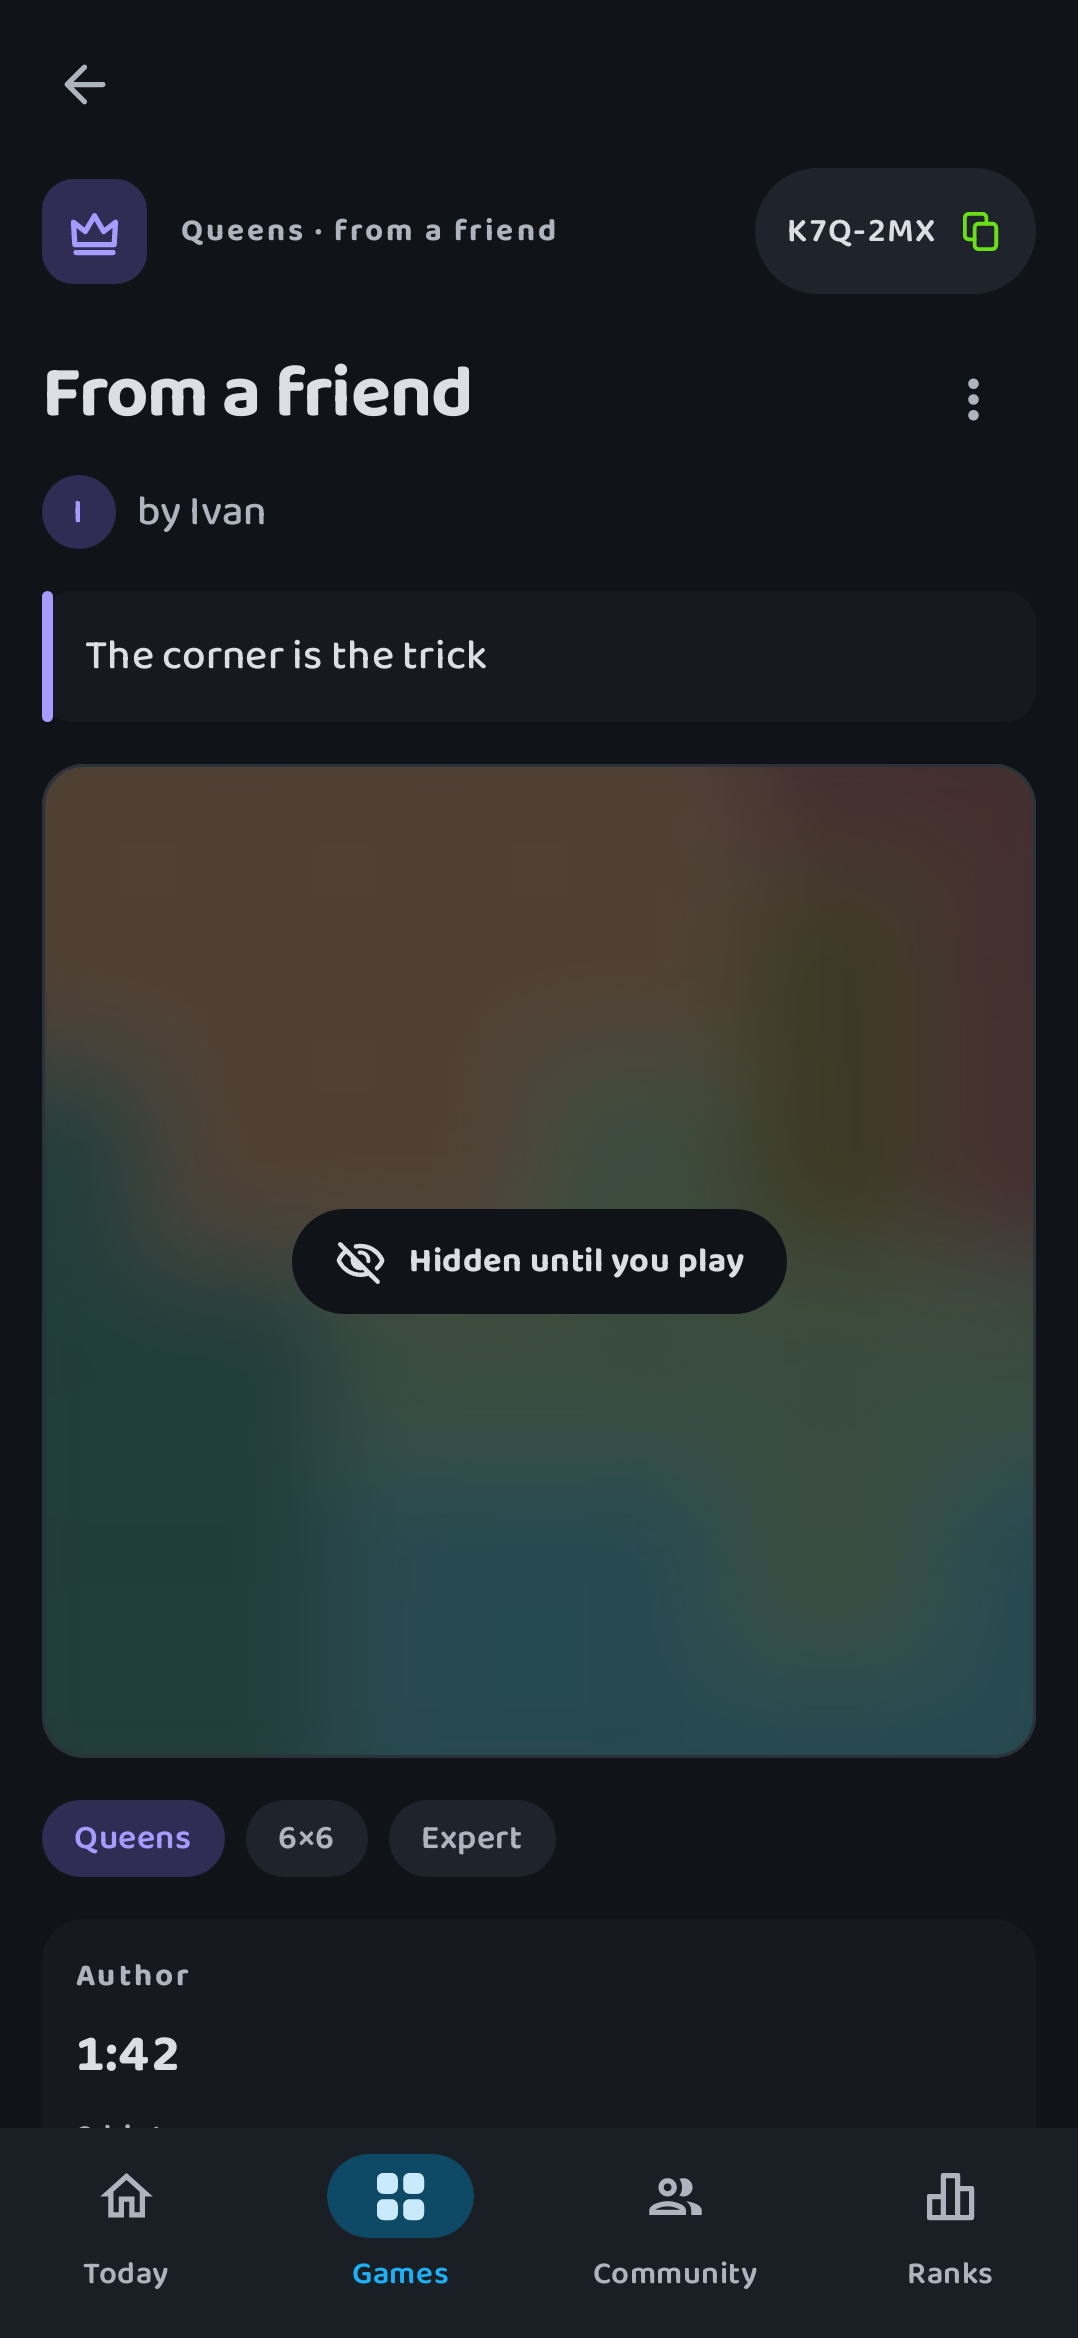 Queens · from a friend
K7Q-2MX
From a friend
I
by Ivan
The corner is the trick
Hidden until you play
Queens
6×6
Expert
Author
1:42
Today
Games
Community
Ranks